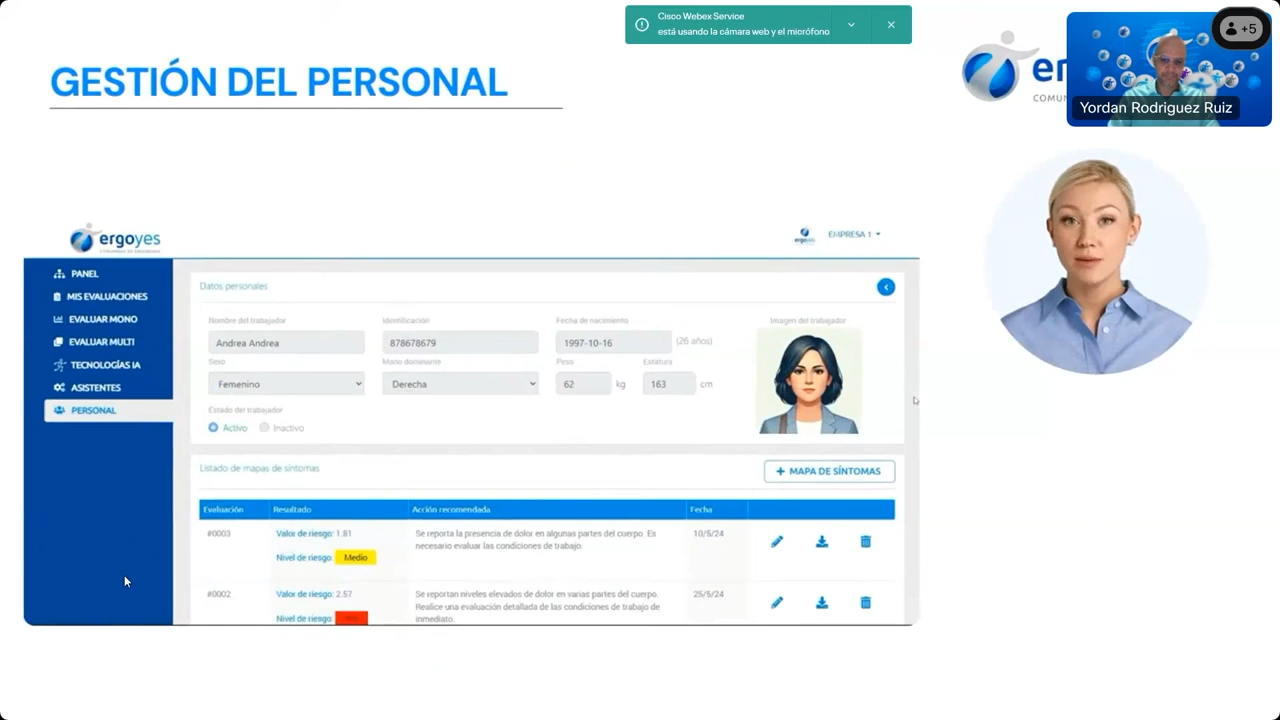 Cisco Webex Service
está usando la cámara web y el micrófono
+5
GESTIÓN DEL PERSONAL
Yordan Rodriguez Ruiz
ergoyes
EMPRESA 1
PANEL
MIS EVALUACIONES
EVALUAR MONO
EVALUAR MULTI
TECNOLOGÍAS IA
ASISTENTES
PERSONAL
Datos personales
Nombre del trabajador Identificación Fecha de nacimiento Imagen del trabajador
Andrea Andrea 878678679 1997-10-16 (26 años)
Sexo Mano dominante Peso Estatura
Femenino Derecha 62 kg 163 cm
Estado del trabajador
Activo Inactivo
Listado de mapas de síntomas
+ MAPA DE SÍNTOMAS
Evaluación Resultado Acción recomendada Fecha
#0003 Valor de riesgo: 1.81 Se reporta la presencia de dolor en algunas partes del cuerpo. Es 10/5/24
necesario evaluar las condiciones de trabajo.
Nivel de riesgo: Medio
#0002 Valor de riesgo: 2.57 Se reportan niveles elevados de dolor en varias partes del cuerpo. 25/5/24
Realice una evaluación detallada de las condiciones de trabajo de
Nivel de riesgo: inmediato.